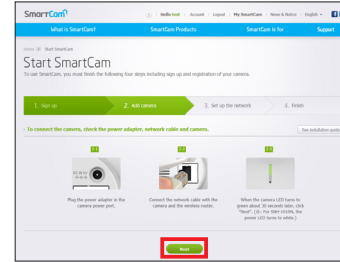 SmartCam
Hello test | Account | Logout | My SmartCam | News & Notice | English
What is SmartCam?
SmartCam Products
SmartCam is for
Support
Home Start SmartCam
Start SmartCam
To use SmartCam, you must finish the following four steps including sign up and registration of your camera.
1. Sign up
2. Add camera
3. Set up the network
4. Finish
To connect the camera, check the power adapter, network cable and camera.
See installation guide
Plug the power adapter in the
camera power port.
Connect the network cable with the
camera and the wireless router.
When the camera LED turns to
green about 30 seconds later, click
"Next".
power LED turns to white.)
Next